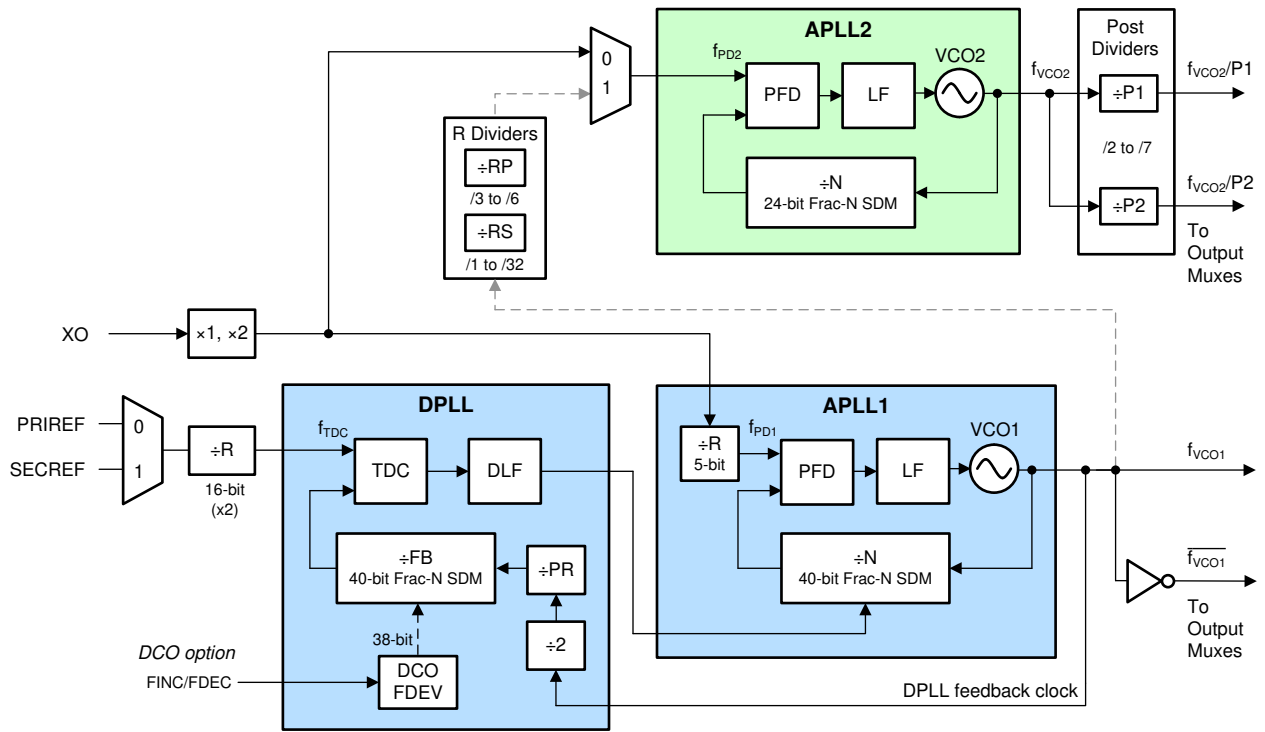 APLL2
Post
Dividers
0
1
fPD2
PFD
LF
VCO2
fVCO2
÷P1
fVCO2/P1
/2 to /7
÷P2
fVCO2/P2
To
Output
Muxes
÷N
24-bit Frac-N SDM
R Dividers
÷RP
/3 to /6
÷RS
/1 to /32
XO
×1, ×2
PRIREF
SECREF
0
1
÷R
16-bit
(x2)
DPLL
fTDC
TDC
DLF
÷FB
40-bit Frac-N SDM
÷PR
÷2
38-bit
DCO
FDEV
DCO option
FINC/FDEC
APLL1
÷R
5-bit
fPD1
PFD
LF
VCO1
÷N
40-bit Frac-N SDM
DPLL feedback clock
fVCO1
fVCO1
To
Output
Muxes